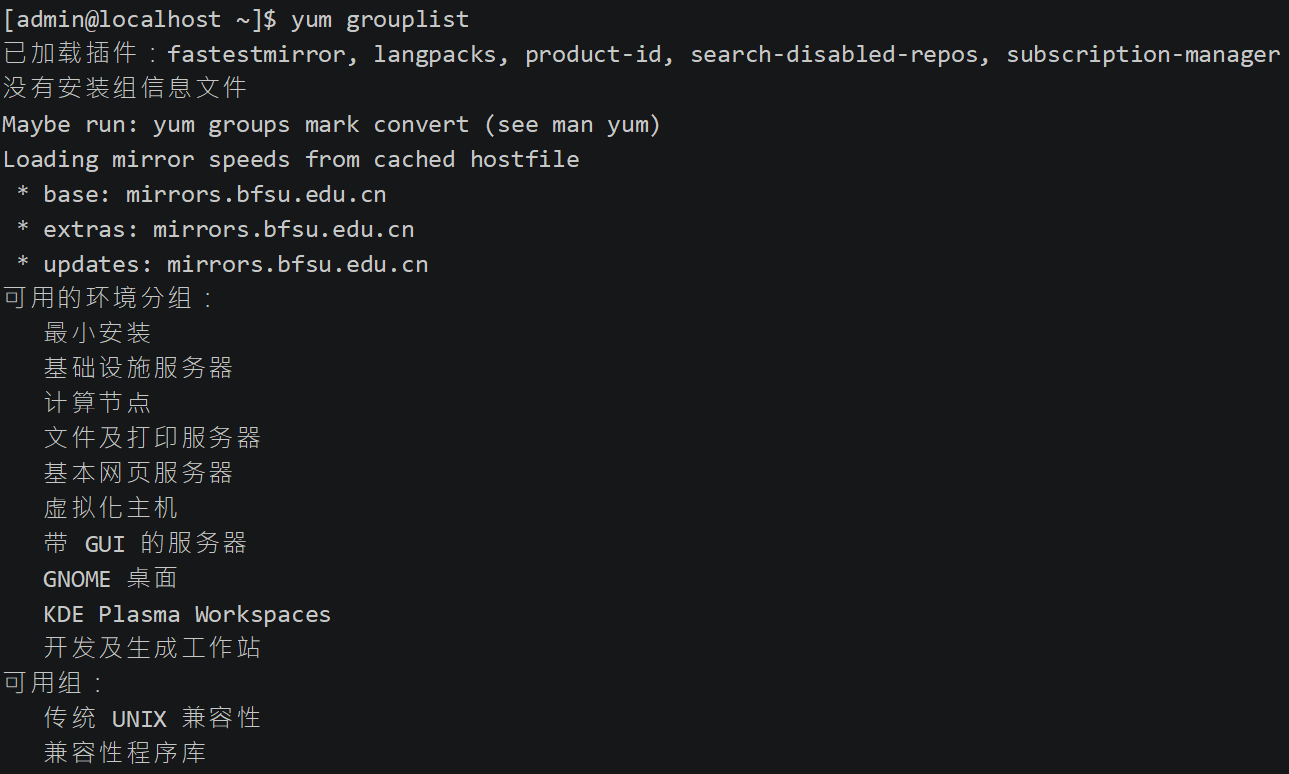 [admin@localhost ~]$ yum grouplist
已加载插件：fastestmirror, langpacks, product-id, search-disabled-repos, subscription-manager
没有安装组信息文件
Maybe run: yum groups mark convert (see man yum)
Loading mirror speeds from cached hostfile
 * base: mirrors.bfsu.edu.cn
 * extras: mirrors.bfsu.edu.cn
 * updates: mirrors.bfsu.edu.cn
可用的环境分组：
   最小安装
   基础设施服务器
   计算节点
   文件及打印服务器
   基本网页服务器
   虚拟化主机
   带 GUI 的服务器
   GNOME 桌面
   KDE Plasma Workspaces
   开发及生成工作站
可用组：
   传统 UNIX 兼容性
   兼容性程序库